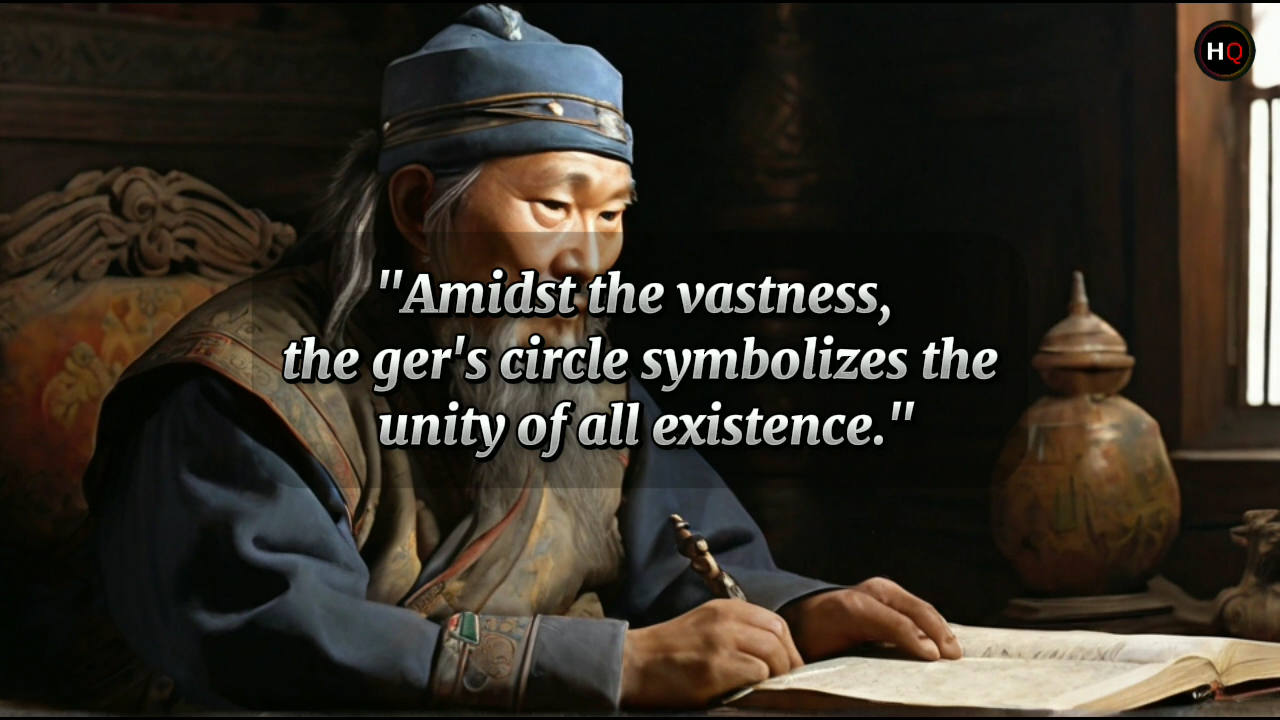 HQ
"Amidst the vastness,
the ger's circle symbolizes the
unity of all existence."